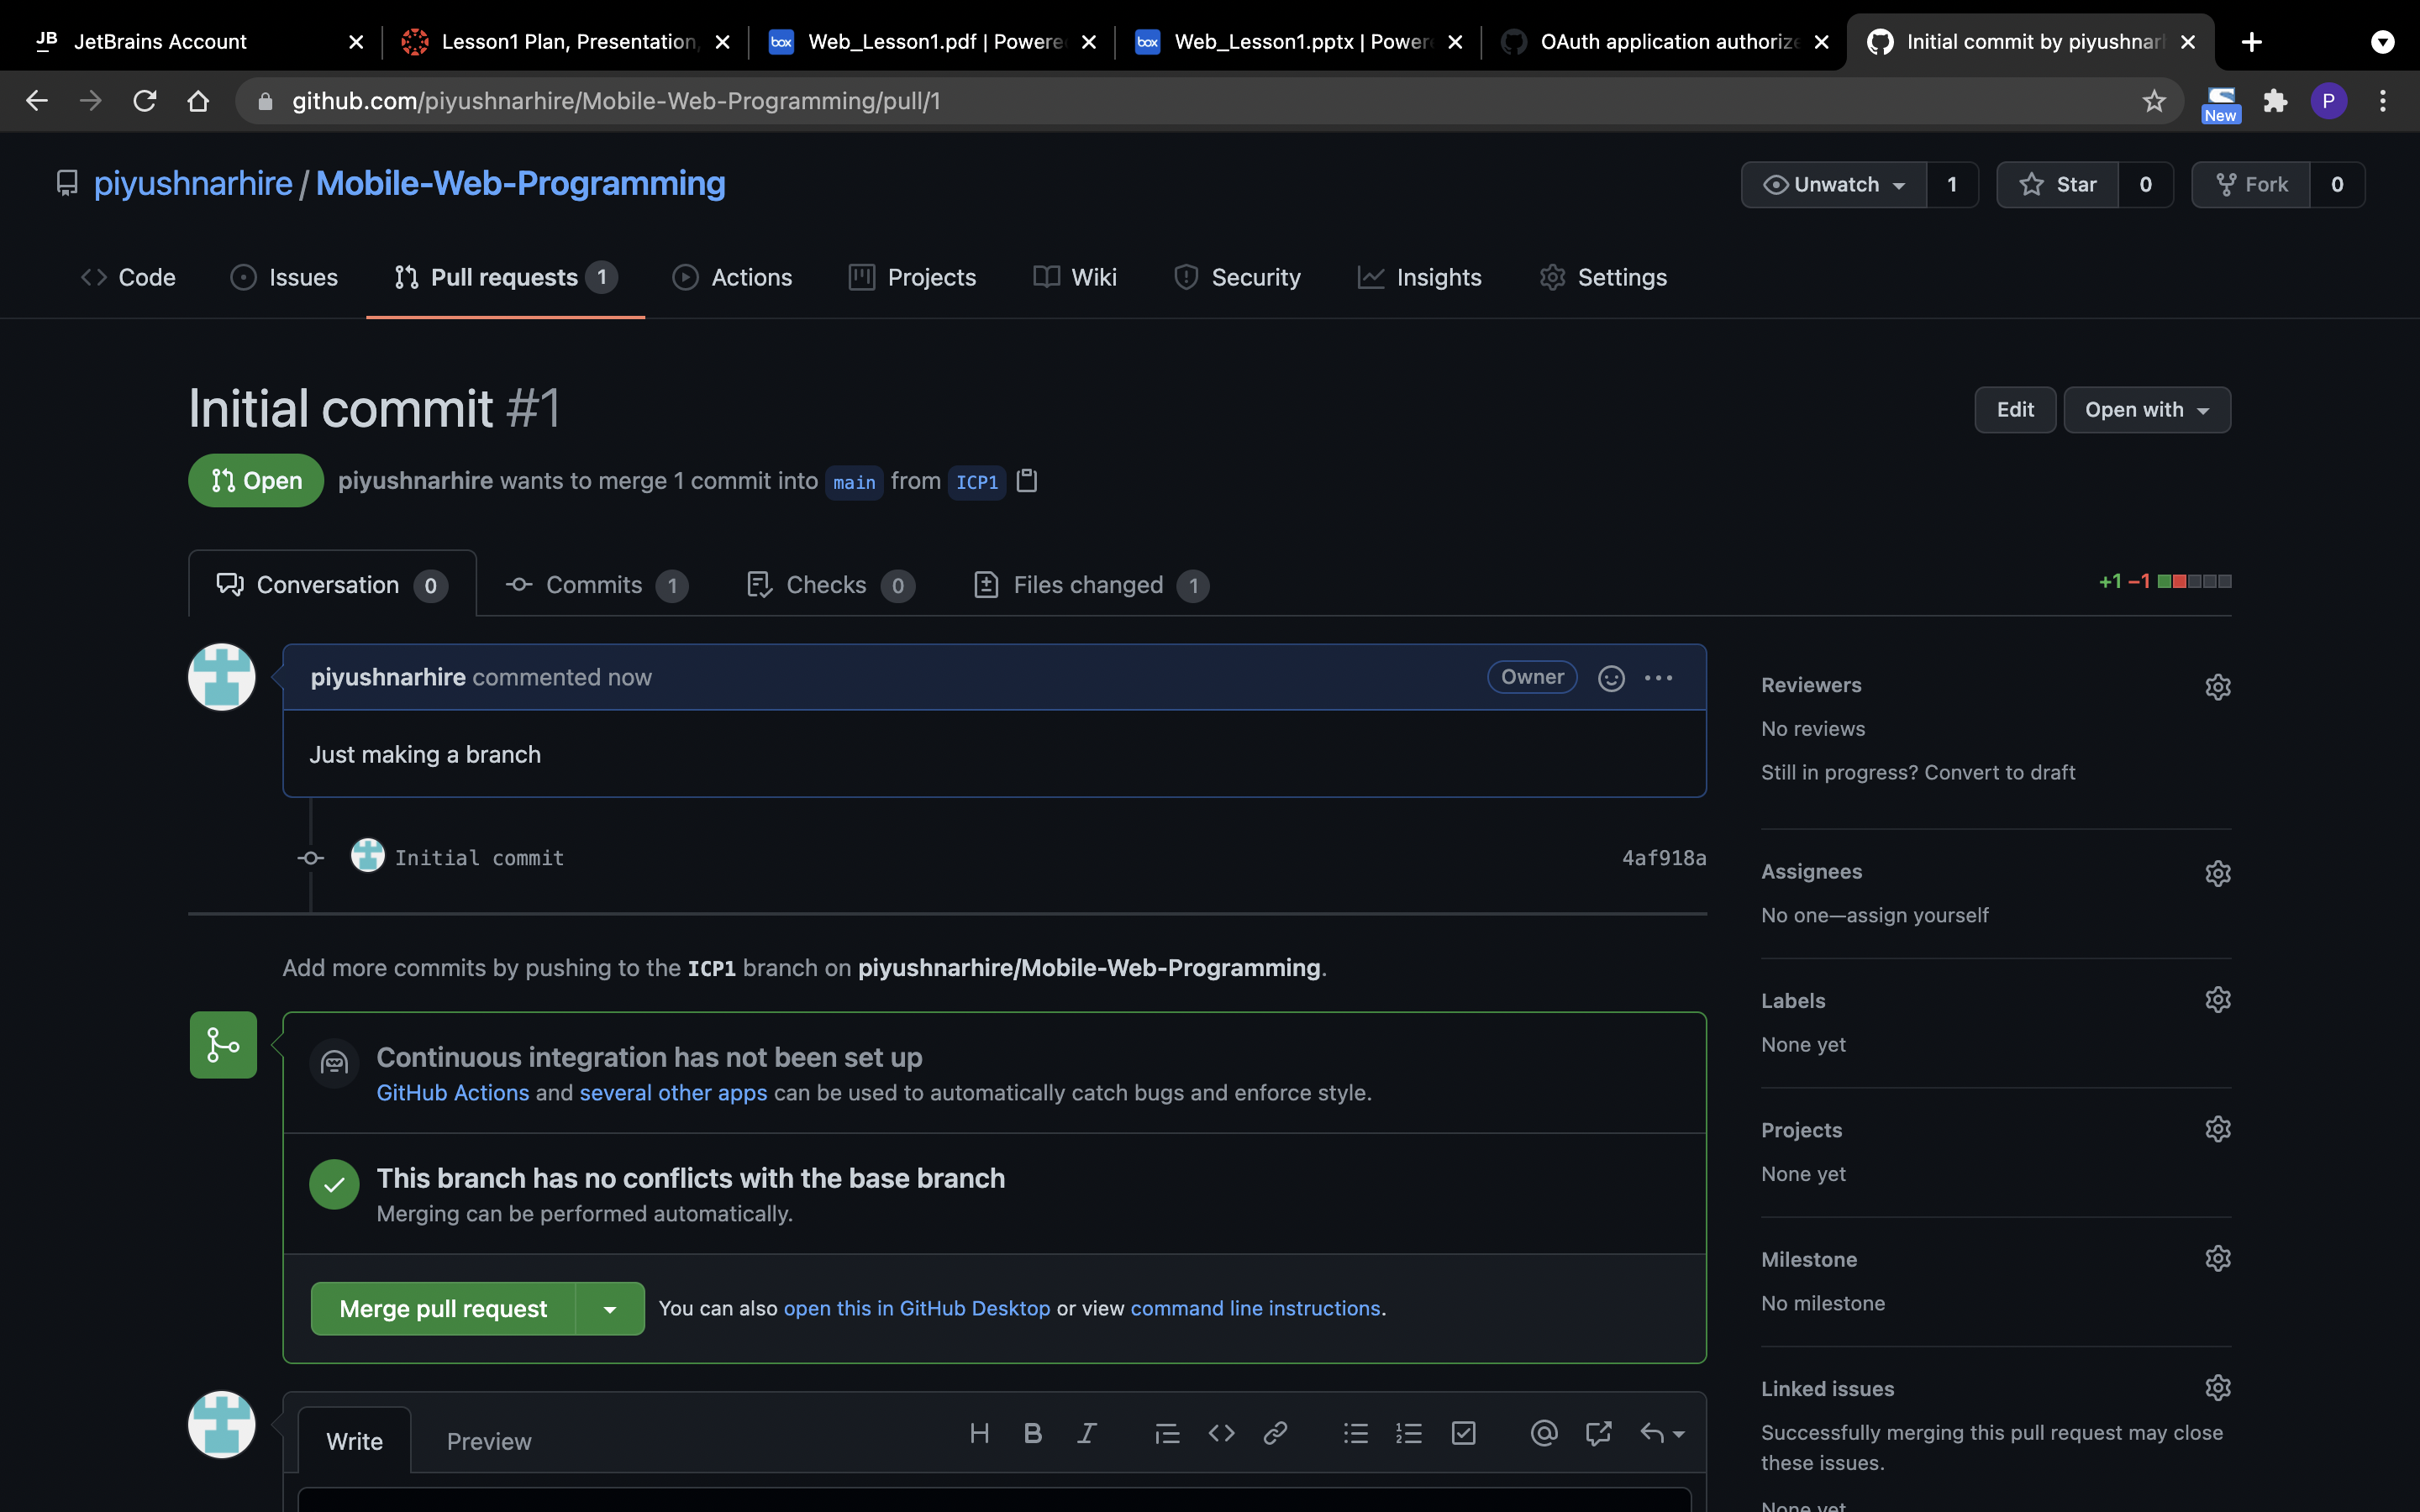 JB JetBrains Account
Lesson1 Plan, Presentation,
box Web_Lesson1.pdf | Powere
box Web_Lesson1.pptx | Power
OAuth application authorize
Initial commit by piyushnarh
github.com/piyushnarhire/Mobile-Web-Programming/pull/1
New
P
piyushnarhire / Mobile-Web-Programming
Unwatch 1
Star 0
Fork 0
Code
Issues
Pull requests 1
Actions
Projects
Wiki
Security
Insights
Settings
Initial commit #1
Edit
Open with
Open
piyushnarhire wants to merge 1 commit into main from ICP1
Conversation 0
Commits 1
Checks 0
Files changed 1
+1 −1
piyushnarhire commented now
Owner
Just making a branch
Initial commit
4af918a
Add more commits by pushing to the ICP1 branch on piyushnarhire/Mobile-Web-Programming.
Continuous integration has not been set up
GitHub Actions and several other apps can be used to automatically catch bugs and enforce style.
This branch has no conflicts with the base branch
Merging can be performed automatically.
Merge pull request
You can also open this in GitHub Desktop or view command line instructions.
Write
Preview
H B I
Reviewers
No reviews
Still in progress? Convert to draft
Assignees
No one—assign yourself
Labels
None yet
Projects
None yet
Milestone
No milestone
Linked issues
Successfully merging this pull request may close
these issues.
None yet